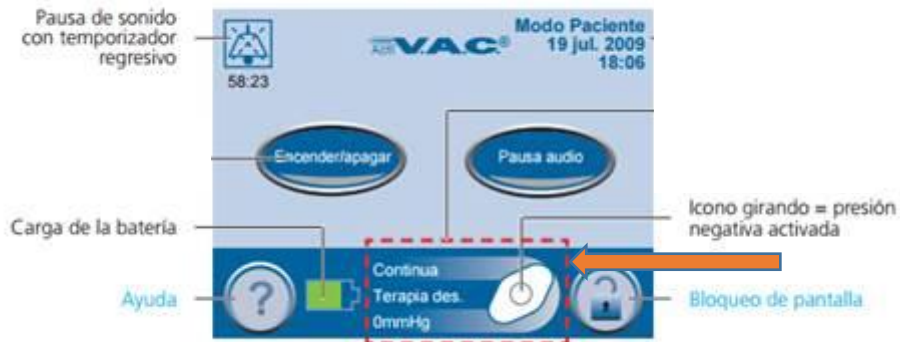 Pausa de sonido
con temporizador
regresivo
58:23
V.A.C.®
Modo Paciente
19 jul. 2009
18:06
Encender/apagar
Pausa audio
Carga de la batería
Icono girando = presión
negativa activada
Continua
Terapia des.
0mmHg
Ayuda
?
Bloqueo de pantalla